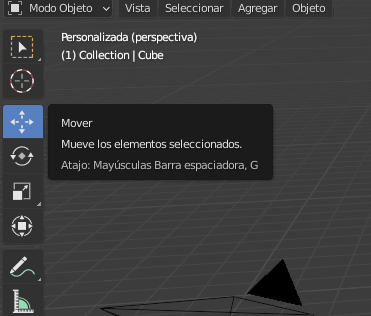 Modo Objeto Vista Seleccionar Agregar Objeto
Personalizada (perspectiva)
(1) Collection | Cube
Mover
Mueve los elementos seleccionados.
Atajo: Mayúsculas Barra espaciadora, G